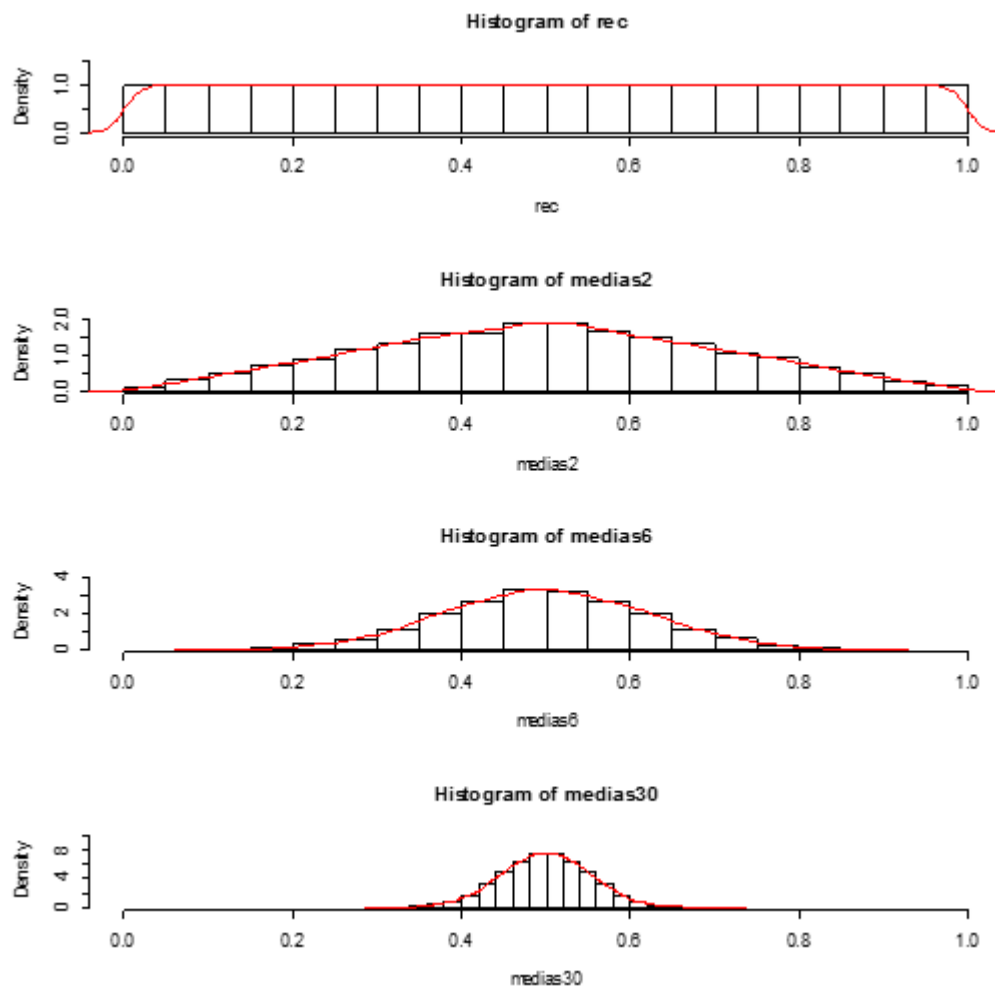 Histogram of rec
Density
0.0 1.0
0.0 0.2 0.4 0.6 0.8 1.0
rec
Histogram of medias2
Density
0.0 1.0 2.0
0.0 0.2 0.4 0.6 0.8 1.0
medias2
Histogram of medias6
Density
0 2 4
0.0 0.2 0.4 0.6 0.8 1.0
medias6
Histogram of medias30
Density
0 4 8
0.0 0.2 0.4 0.6 0.8 1.0
medias30